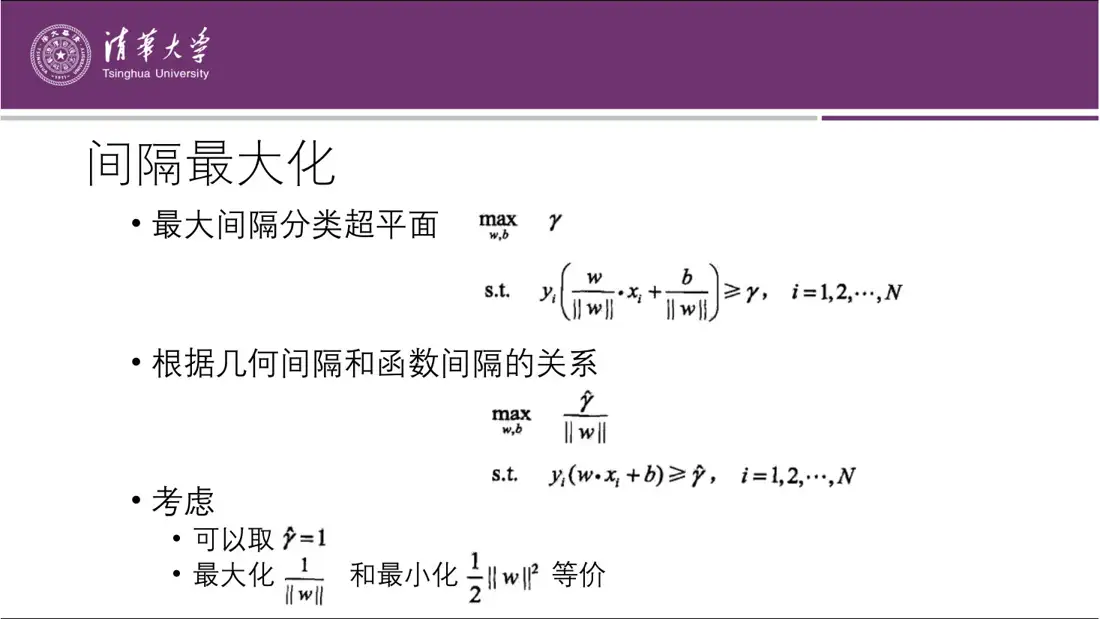 清华大学
Tsinghua University
间隔最大化
• 最大间隔分类超平面 max_{w,b} γ
s.t. y_i(w/||w||·x_i + b/||w||) ≥ γ, i=1,2,⋯,N
• 根据几何间隔和函数间隔的关系
max_{w,b} γ̂/||w||
s.t. y_i(w·x_i+b) ≥ γ̂, i=1,2,⋯,N
• 考虑
• 可以取 γ̂=1
• 最大化 1/||w|| 和最小化 1/2||w||² 等价